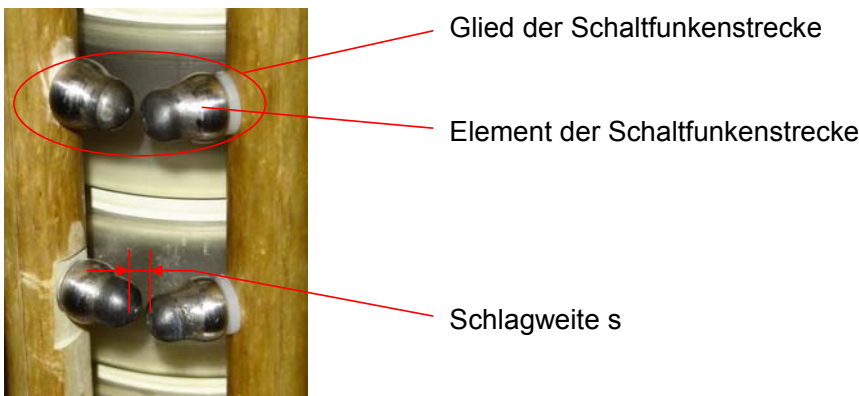 Glied der Schaltfunkenstrecke
Element der Schaltfunkenstrecke
Schlagweite s